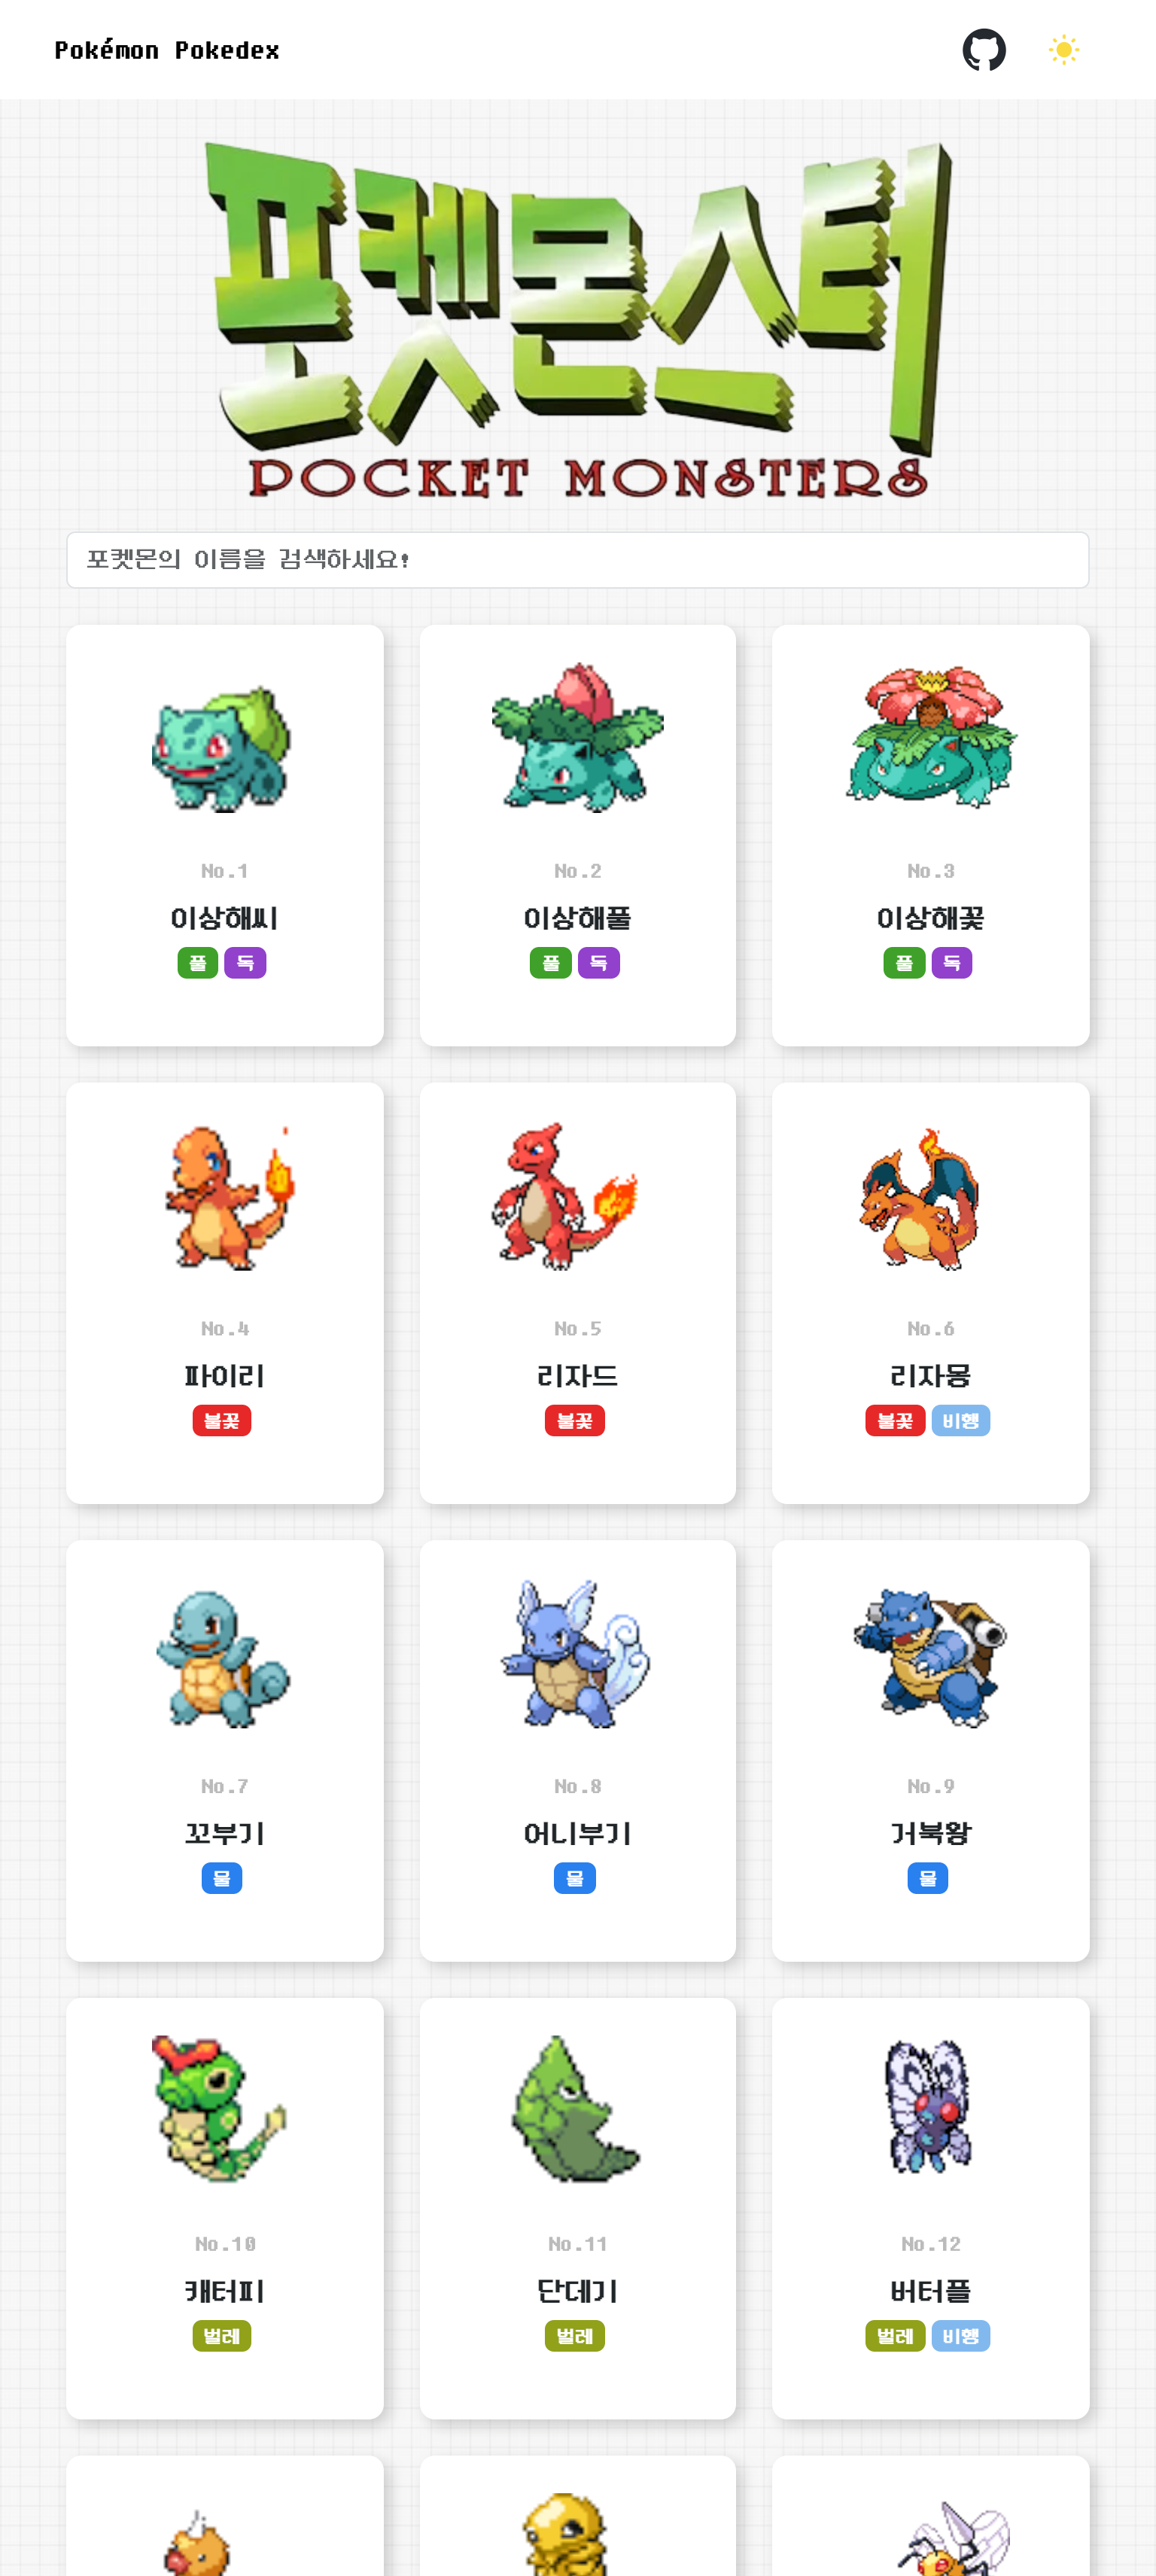 Pokémon Pokedex
포켓몬스터
POCKET MONSTERS
포켓몬의 이름을 검색하세요!
No.1 No.2 No.3
이상해씨 이상해풀 이상해꽃
풀 독 풀 독 풀 독
No.4 No.5 No.6
파이리 리자드 리자몽
불꽃 불꽃 불꽃 비행
No.7 No.8 No.9
꼬부기 어니부기 거북왕
물 물 물
No.10 No.11 No.12
캐터피 단데기 버터플
벌레 벌레 벌레 비행